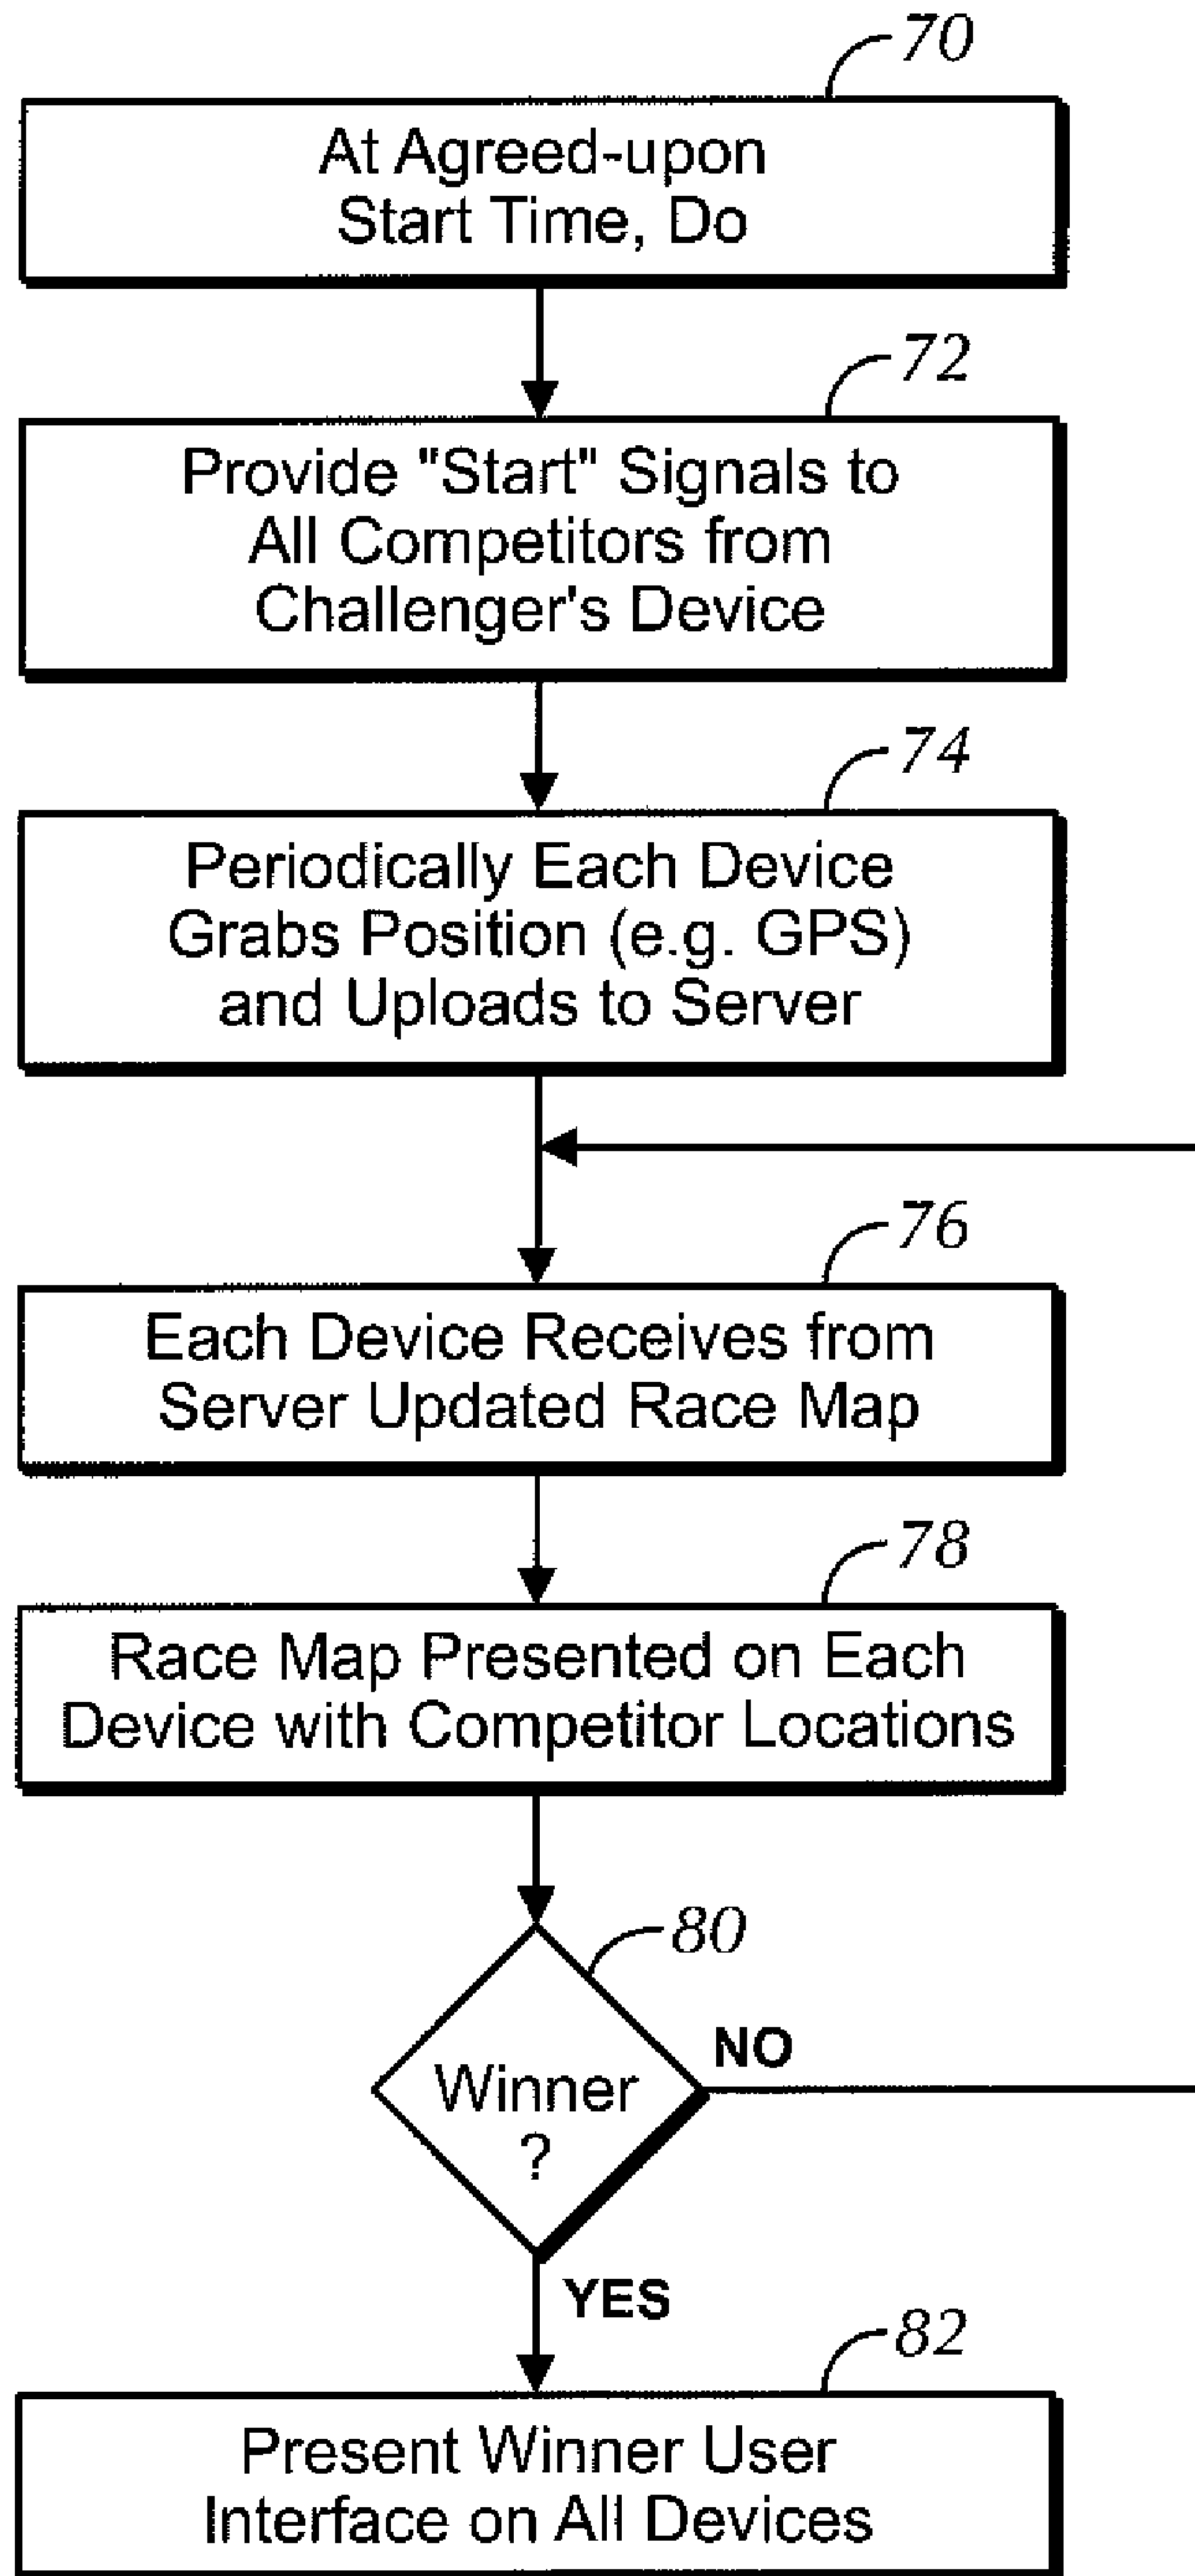 70
At Agreed-upon
Start Time, Do
72
Provide "Start" Signals to
All Competitors from
Challenger's Device
74
Periodically Each Device
Grabs Position (e.g. GPS)
and Uploads to Server
76
Each Device Receives from
Server Updated Race Map
78
Race Map Presented on Each
Device with Competitor Locations
80
Winner
?
NO
YES
82
Present Winner User
Interface on All Devices